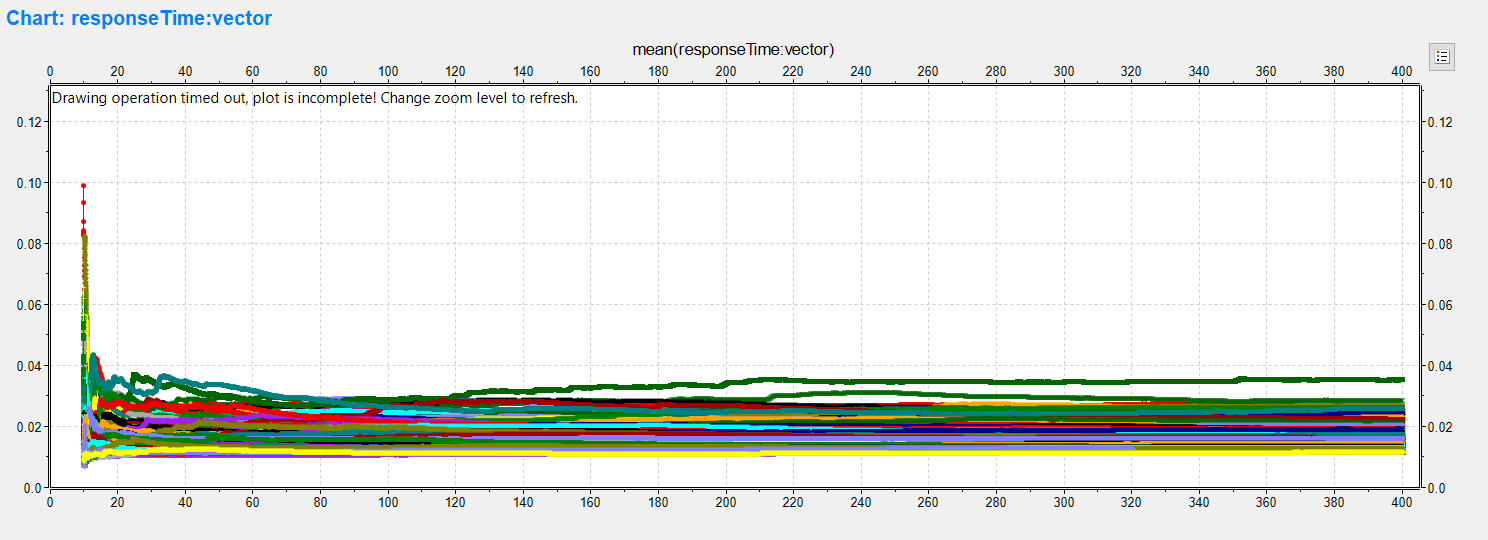 Chart: responseTime:vector
mean(responseTime:vector)
0 20 40 60 80 100 120 140 160 180 200 220 240 260 280 300 320 340 360 380 400
Drawing operation timed out, plot is incomplete! Change zoom level to refresh.
0.12 0.12
0.10 0.10
0.08 0.08
0.06 0.06
0.04 0.04
0.02 0.02
0.0 0.0
0 20 40 60 80 100 120 140 160 180 200 220 240 260 280 300 320 340 360 380 400